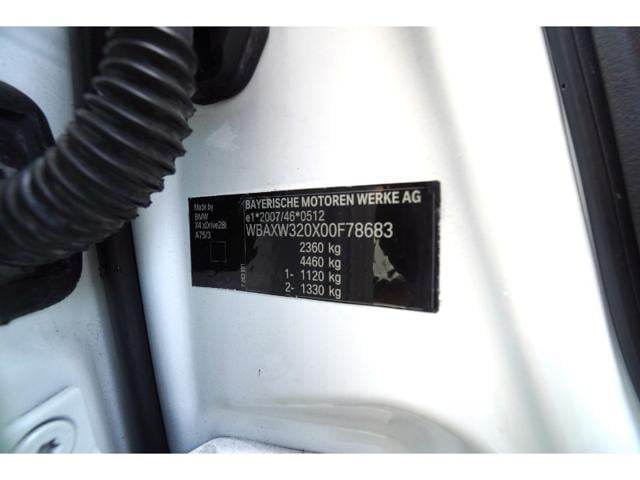 Made by
BMW
X4 xDrive28i
A75/3
BAYERISCHE MOTOREN WERKE AG
e1*2007/46*0512
WBAXW320X00F78683
2360 kg
4460 kg
1- 1120 kg
2- 1330 kg